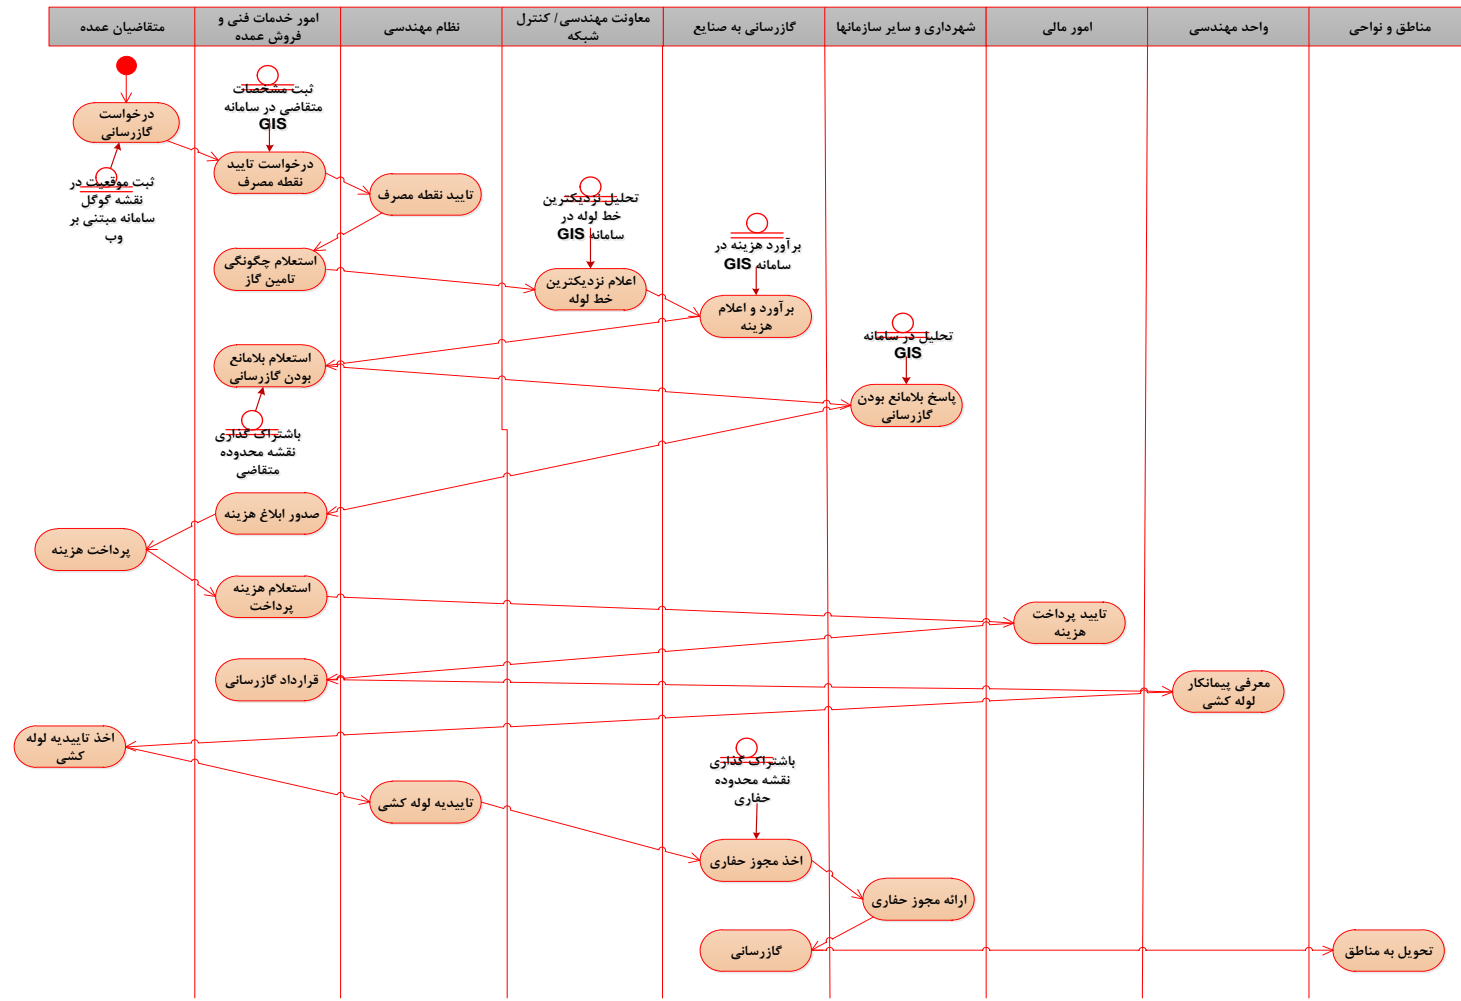 متقاضیان عمده
امور خدمات فنی و
فروش عمده
نظام مهندسی
معاونت مهندسی/ کنترل
شبکه
گازرسانی به صنایع
شهرداری و سایر سازمانها
امور مالی
واحد مهندسی
مناطق و نواحی
درخواست
گازرسانی
ثبت موقعیت در
نقشه گوگل
سامانه مبتنی بر
وب
ثبت مشخصات
متقاضی در سامانه
GIS
درخواست تایید
نقطه مصرف
تایید نقطه مصرف
استعلام چگونگی
تامین گاز
تحلیل نزدیکترین
خط لوله در
سامانه GIS
اعلام نزدیکترین
خط لوله
برآورد هزینه در
سامانه GIS
برآورد و اعلام
هزینه
استعلام بلامانع
بودن گازرسانی
باشتراک گذاری
نقشه محدوده
متقاضی
تحلیل در سامانه
GIS
پاسخ بلامانع بودن
گازرسانی
صدور ابلاغ هزینه
پرداخت هزینه
استعلام هزینه
پرداخت
تایید پرداخت
هزینه
قرارداد گازرسانی
معرفی پیمانکار
لوله کشی
اخذ تاییدیه لوله
کشی
تاییدیه لوله کشی
باشتراک گذاری
نقشه محدوده
حفاری
اخذ مجوز حفاری
ارائه مجوز حفاری
گازرسانی
تحویل به مناطق